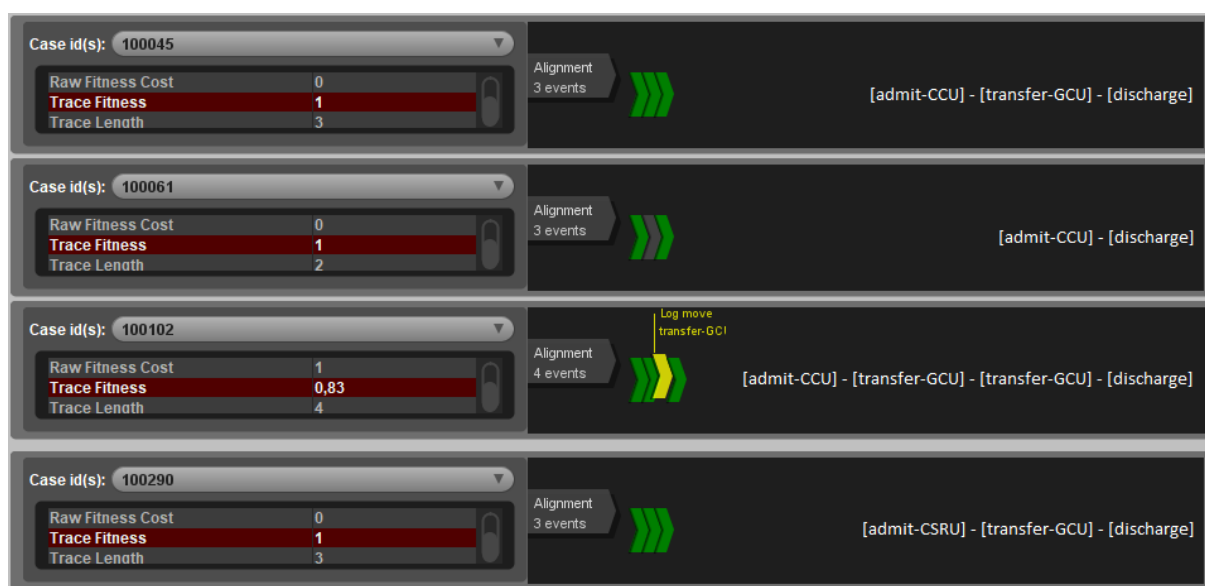 Case id(s): 100045
Raw Fitness Cost 0
Trace Fitness 1
Trace Length 3
Alignment
3 events
[admit-CCU] - [transfer-GCU] - [discharge]
Case id(s): 100061
Raw Fitness Cost 0
Trace Fitness 1
Trace Length 2
Alignment
3 events
[admit-CCU] - [discharge]
Case id(s): 100102
Raw Fitness Cost 1
Trace Fitness 0,83
Trace Length 4
Alignment
4 events
Log move
transfer-GCU
[admit-CCU] - [transfer-GCU] - [transfer-GCU] - [discharge]
Case id(s): 100290
Raw Fitness Cost 0
Trace Fitness 1
Trace Length 3
Alignment
3 events
[admit-CSRU] - [transfer-GCU] - [discharge]